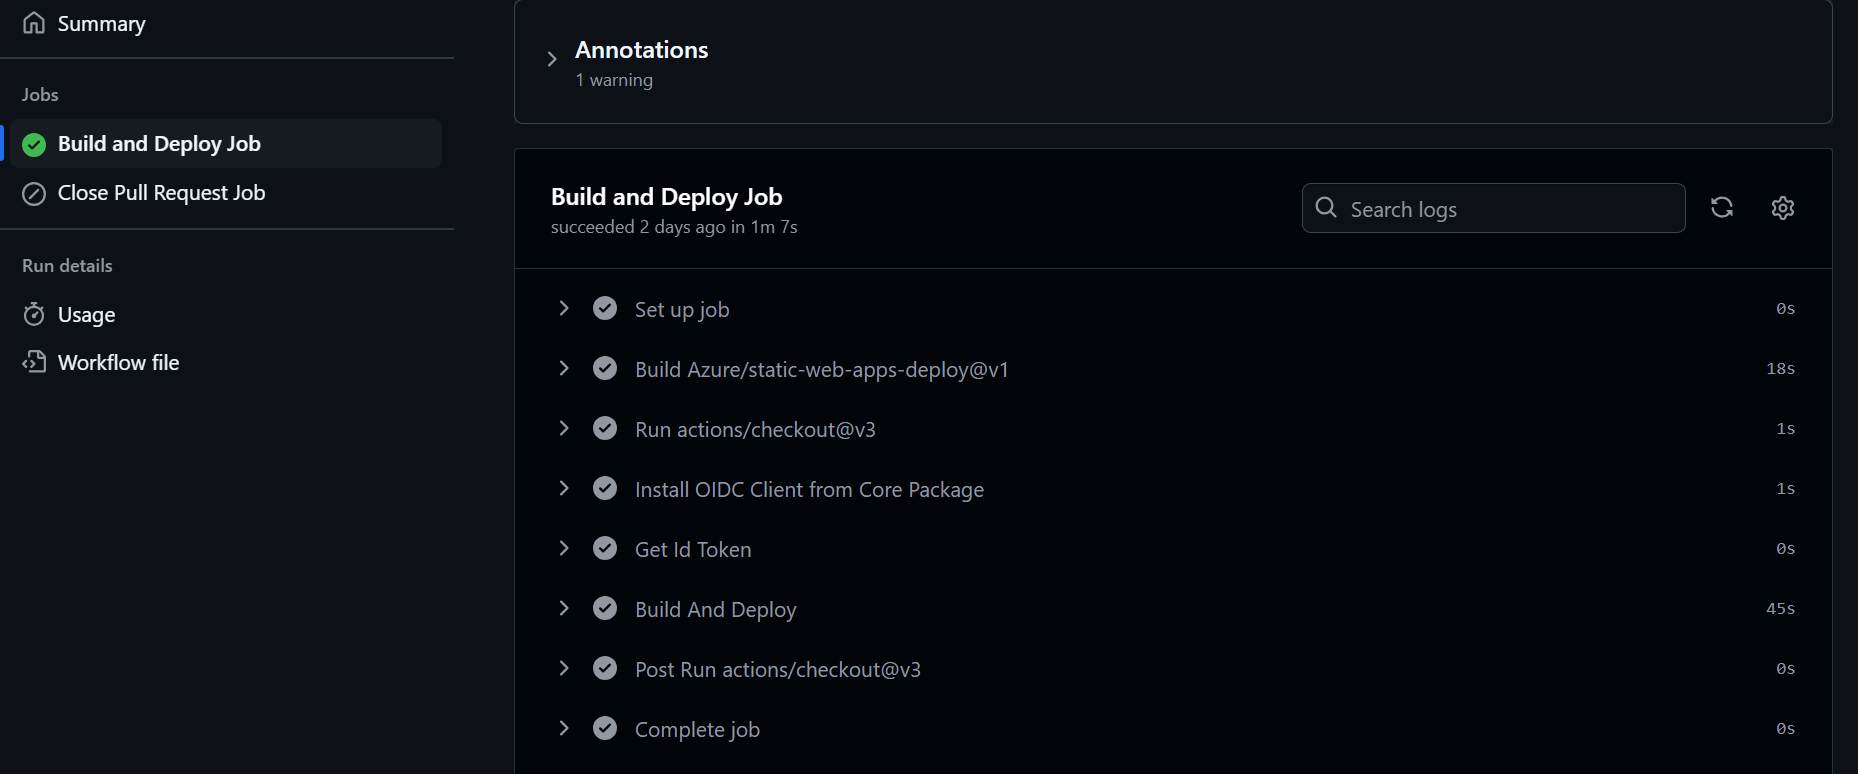 Summary
Jobs
Build and Deploy Job
Close Pull Request Job
Run details
Usage
Workflow file
Annotations
1 warning
Build and Deploy Job
succeeded 2 days ago in 1m 7s
Search logs
Set up job 0s
Build Azure/static-web-apps-deploy@v1 18s
Run actions/checkout@v3 1s
Install OIDC Client from Core Package 1s
Get Id Token 0s
Build And Deploy 45s
Post Run actions/checkout@v3 0s
Complete job 0s